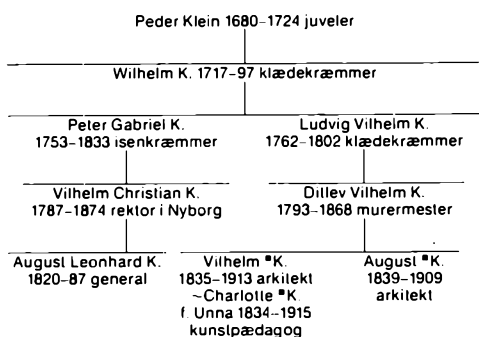 Peder Klein 1680-1724 juveler
Wilhelm K. 1717-97 klædekræmmer
Peter Gabriel K.
1753-1833 isenkræmmer
Ludvig Vilhelm K.
1762-1802 klædekræmmer
Vilhelm Christian K.
1787-1874 rektor i Nyborg
Ditlev Vilhelm K.
1793-1868 murermester
August Leonhard K.
1820-87 general
Vilhelm *K.
1835-1913 arkitekt
~Charlotte *K.
f. Unna 1834-1915
kunstpædagog
August *K.
1839-1909
arkitekt